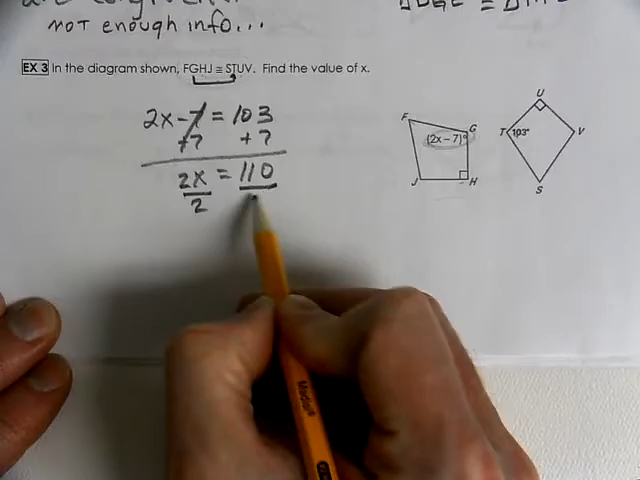 not enough info...
EX 3 In the diagram shown, FGHJ ≅ STUV. Find the value of x.
2x - 7 = 103
+7 +7
2x = 110
2
F
G
(2x – 7)°
J
H
U
T
103°
V
S